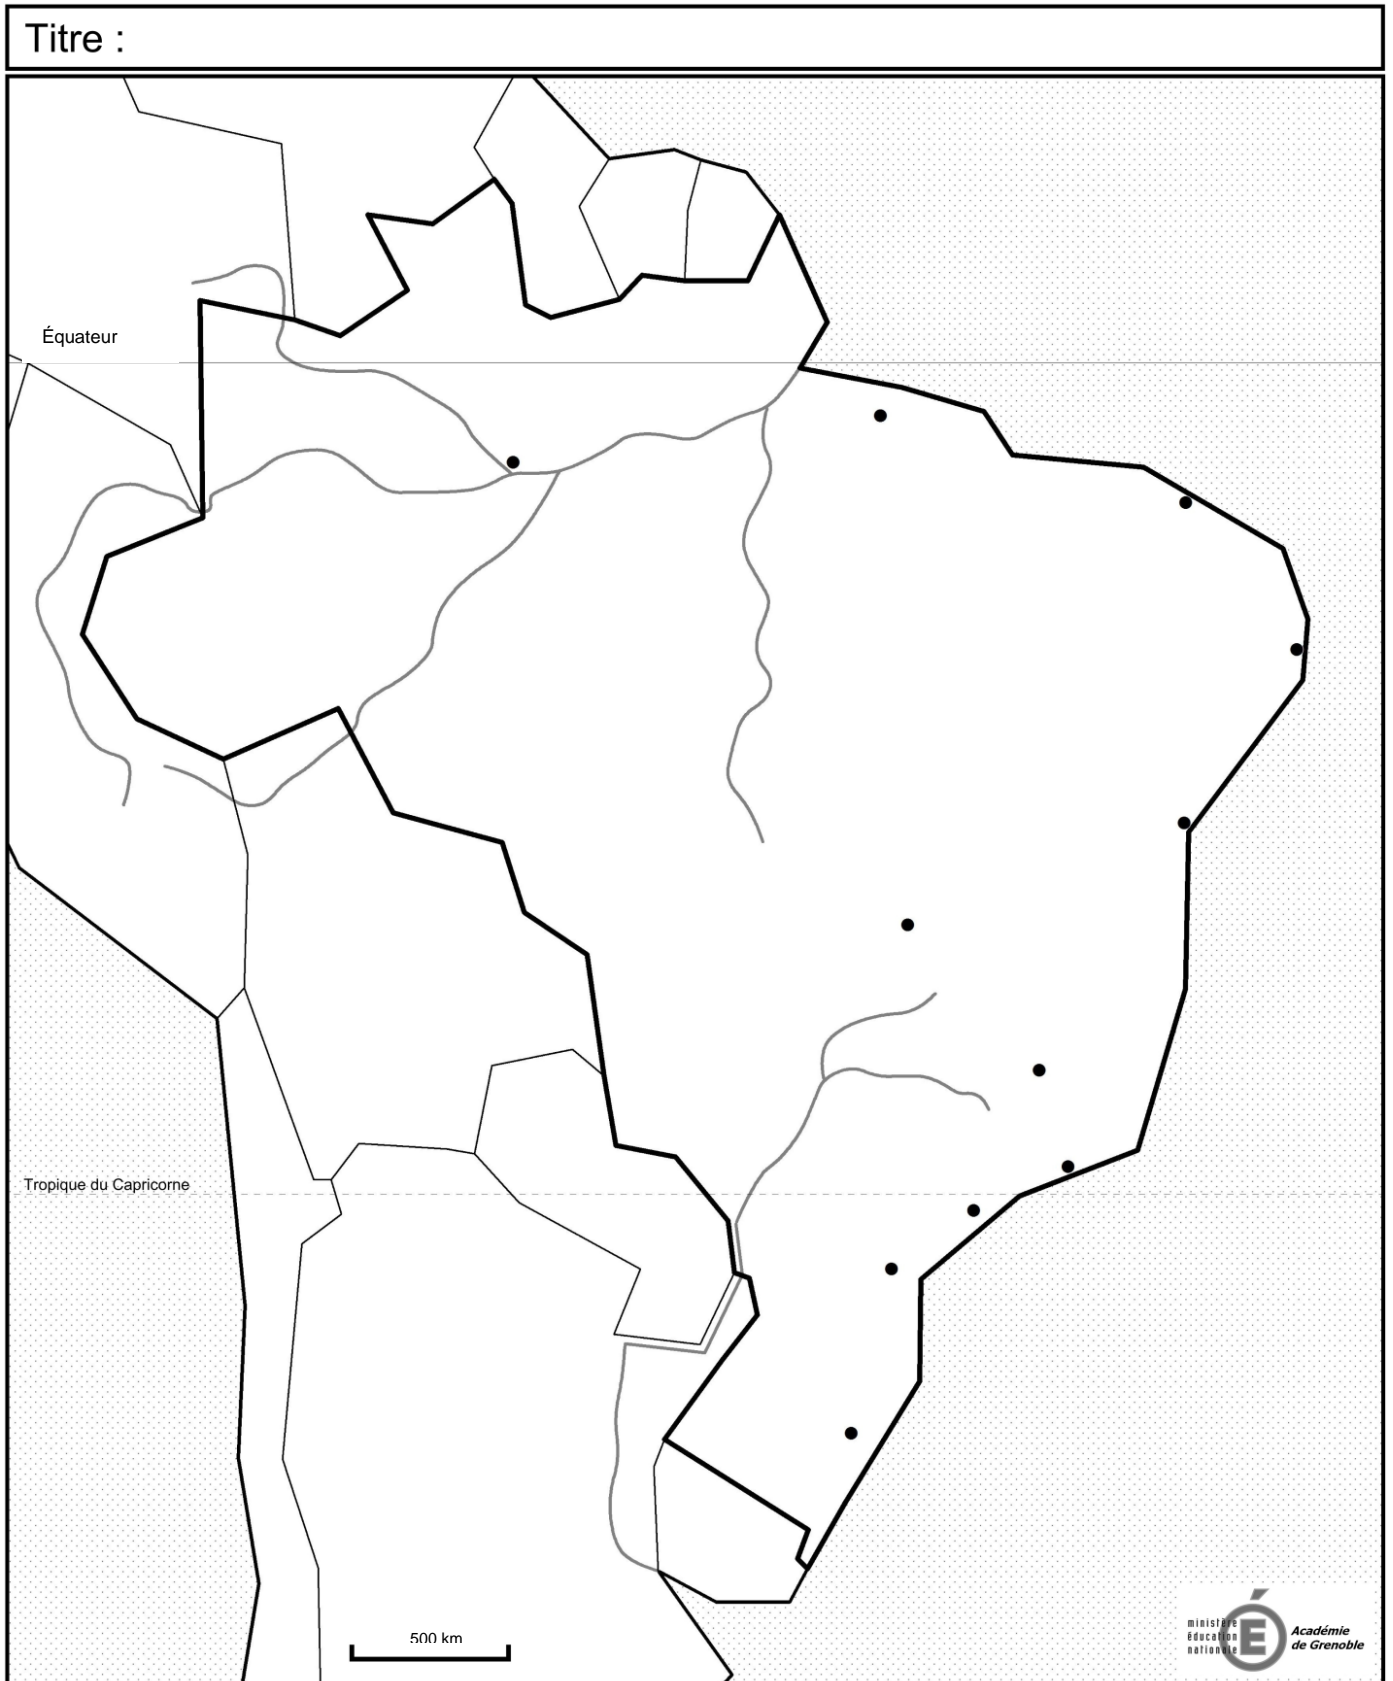 Titre :
Équateur
Tropique du Capricorne
500 km
ministère
éducation
nationale
É
Académie
de Grenoble